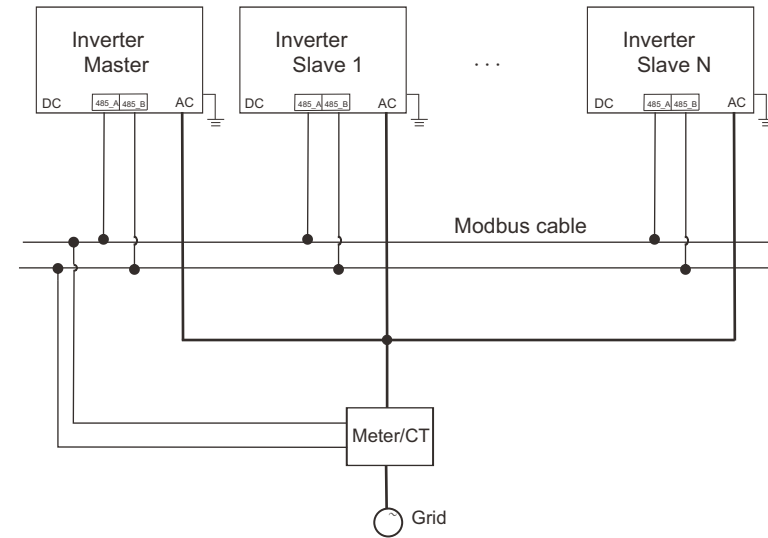 Inverter
Master
DC
485_A
485_B
AC
Inverter
Slave 1
DC
485_A
485_B
AC
. . .
Inverter
Slave N
DC
485_A
485_B
AC
Modbus cable
Meter/CT
~
Grid